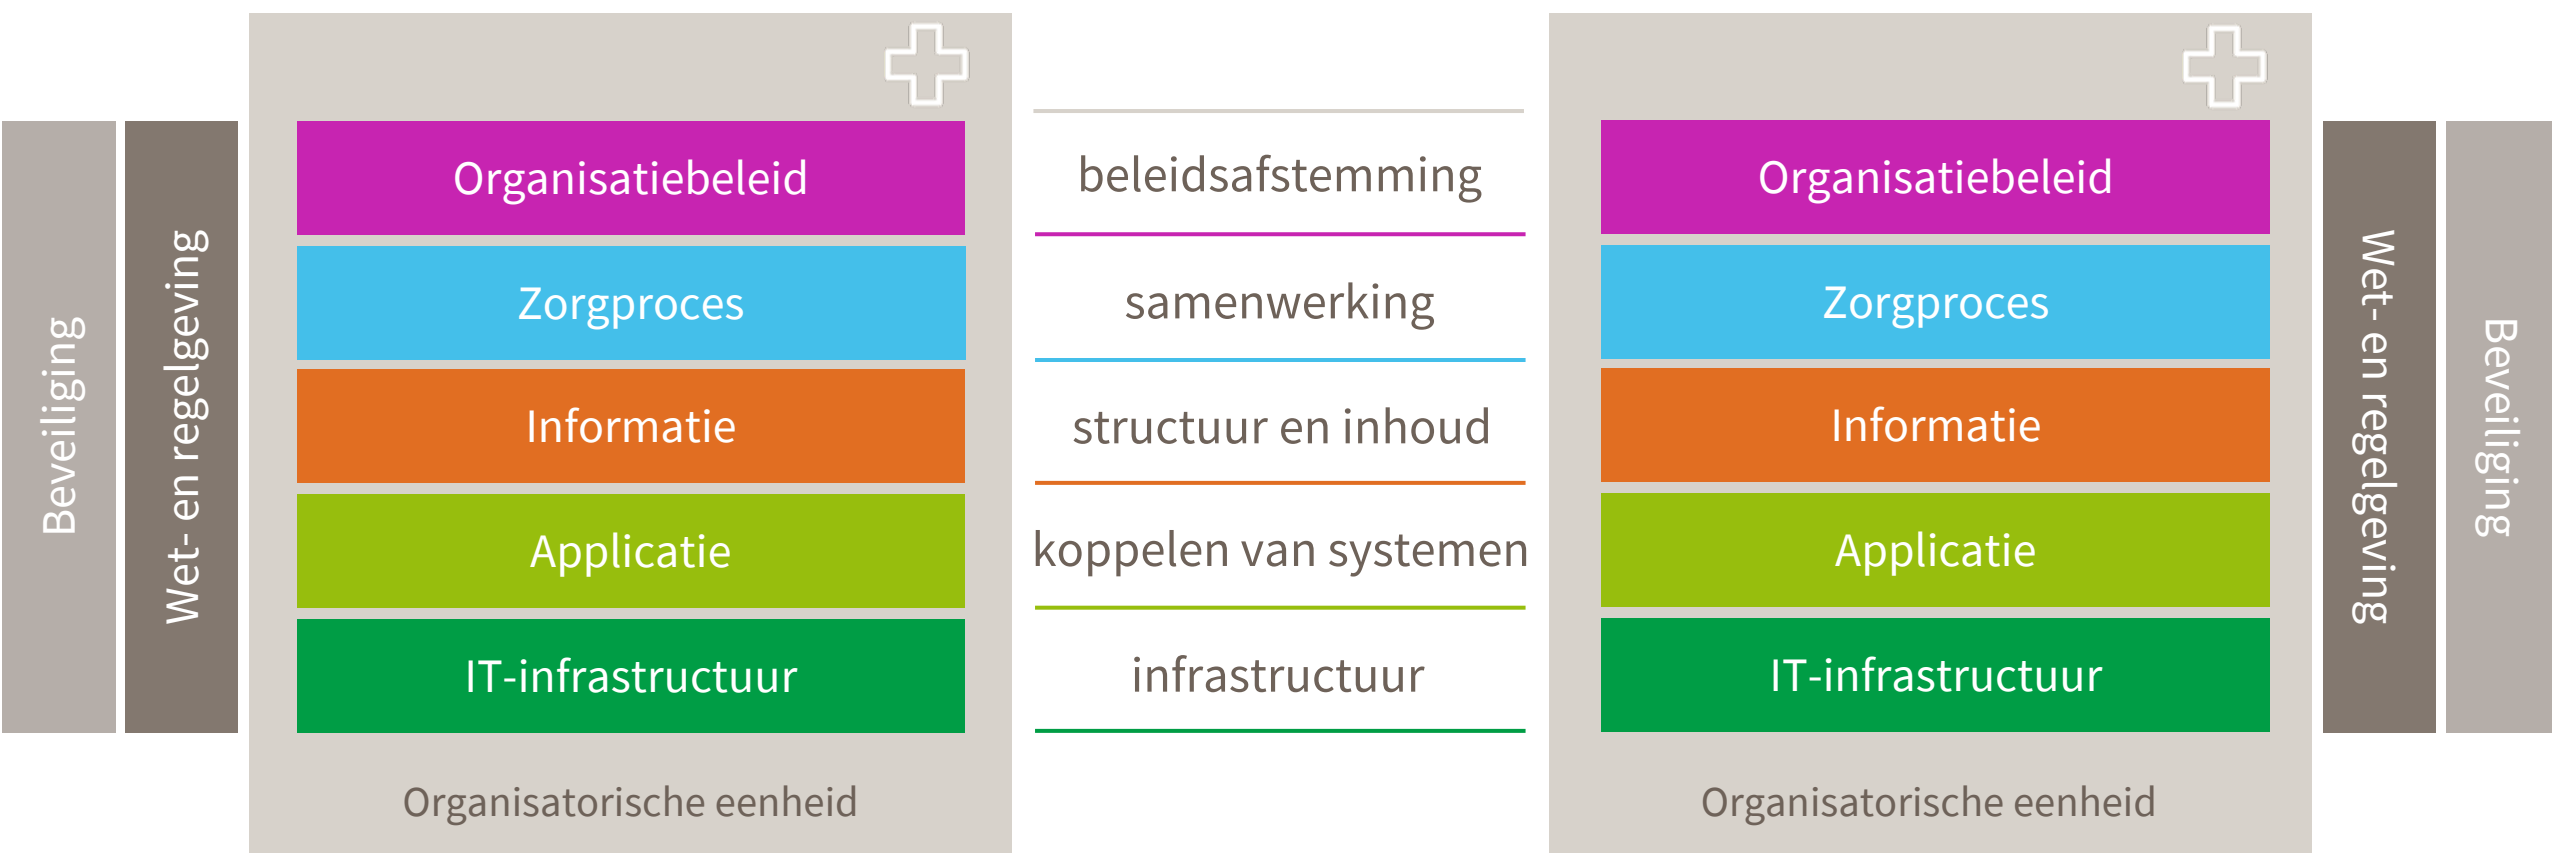 Beveiliging
Wet- en regelgeving
Organisatiebeleid
Zorgproces
Informatie
Applicatie
IT-infrastructuur
Organisatorische eenheid
beleidsafstemming
samenwerking
structuur en inhoud
koppelen van systemen
infrastructuur
Organisatiebeleid
Zorgproces
Informatie
Applicatie
IT-infrastructuur
Organisatorische eenheid
Wet- en regelgeving
Beveiliging